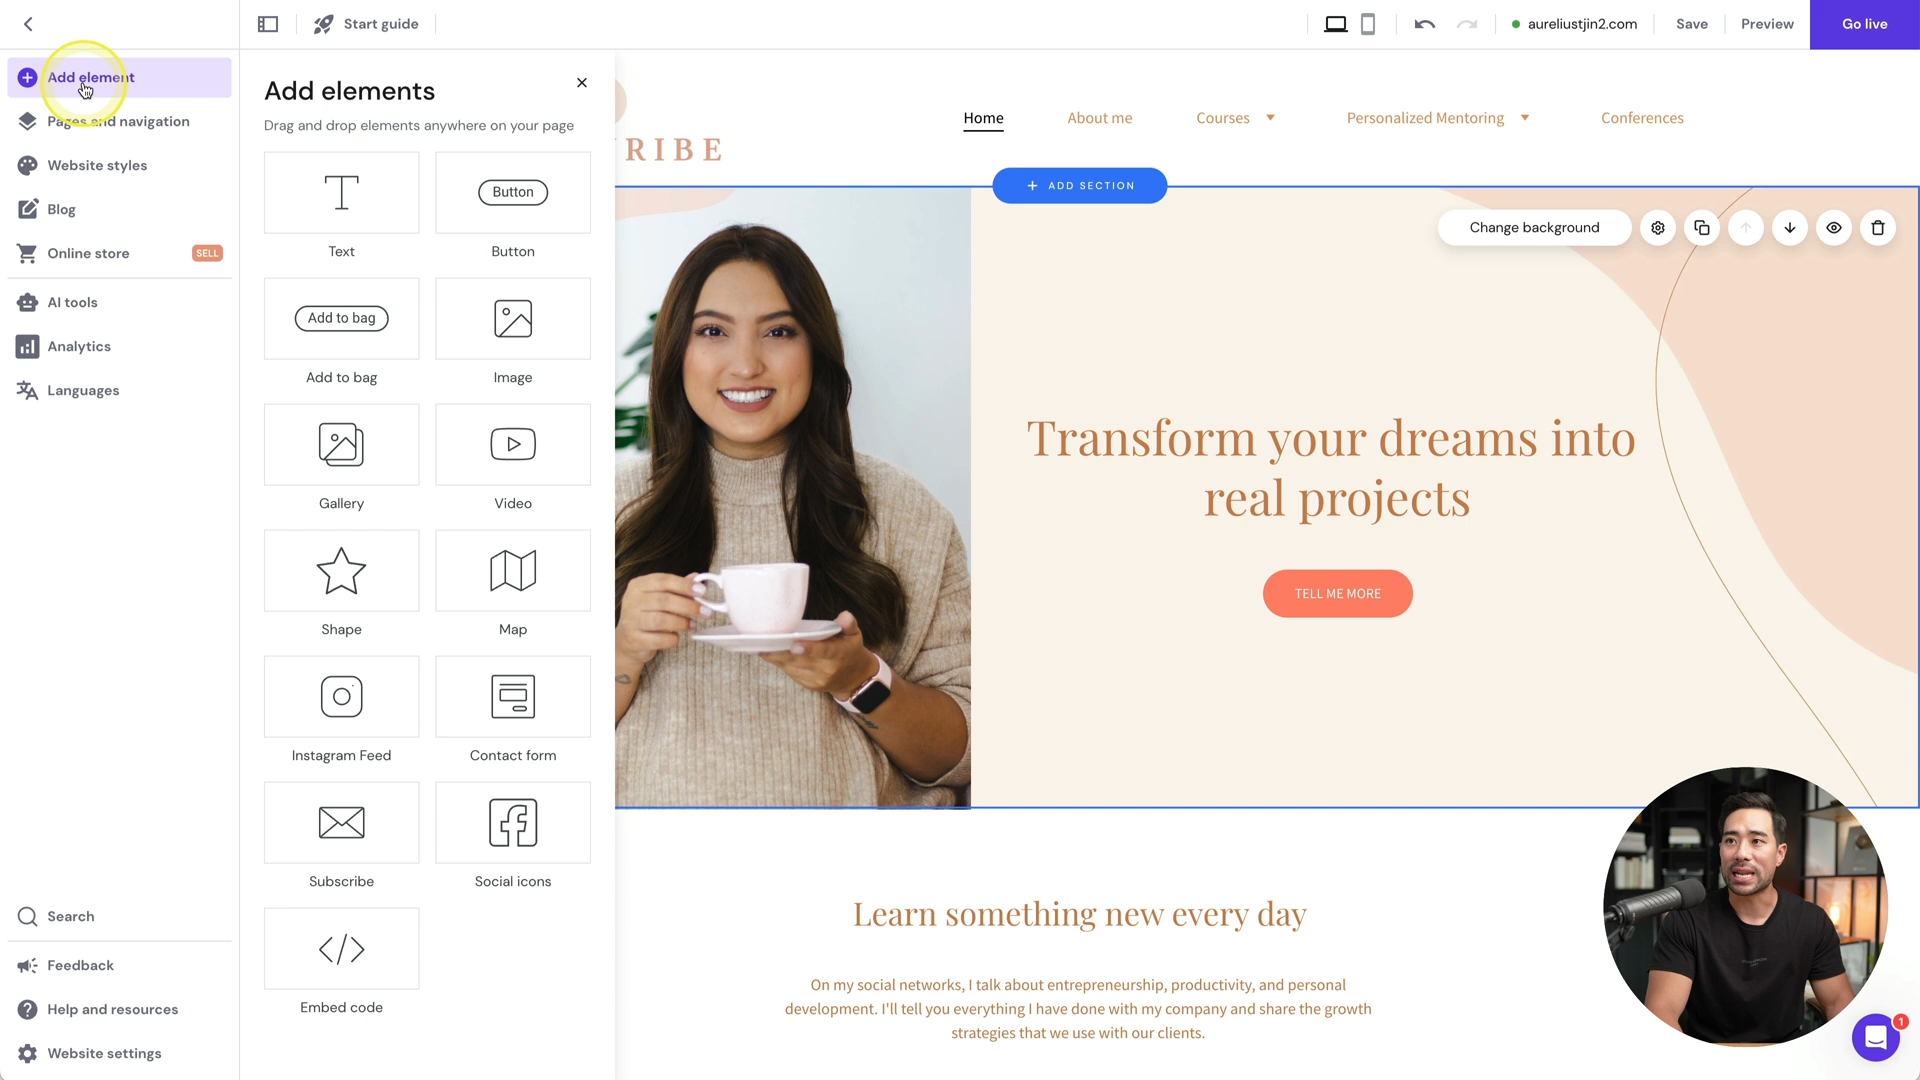 Start guide
aureliustjin2.com
Save
Preview
Go live
Add element
Pages and navigation
Website styles
Blog
Online store
SELL
AI tools
Analytics
Languages
Search
Feedback
Help and resources
Website settings
Add elements
Drag and drop elements anywhere on your page
Text
Button
Button
Add to bag
Add to bag
Image
Gallery
Video
Shape
Map
Instagram Feed
Contact form
Subscribe
Social icons
Embed code
RIBE
Home
About me
Courses
Personalized Mentoring
Conferences
+ ADD SECTION
Change background
Transform your dreams into
real projects
TELL ME MORE
Learn something new every day
On my social networks, I talk about entrepreneurship, productivity, and personal
development. I'll tell you everything I have done with my company and share the growth
strategies that we use with our clients.
1